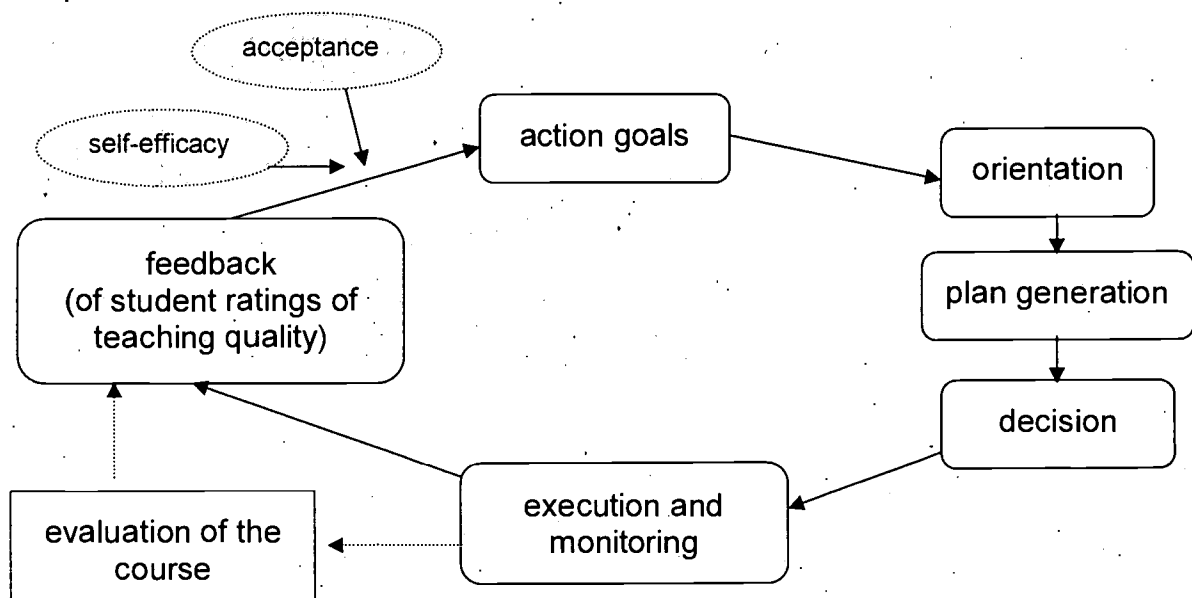 acceptance
self-efficacy
action goals
orientation
feedback
(of student ratings of
teaching quality)
plan generation
decision
execution and
monitoring
evaluation of the
course